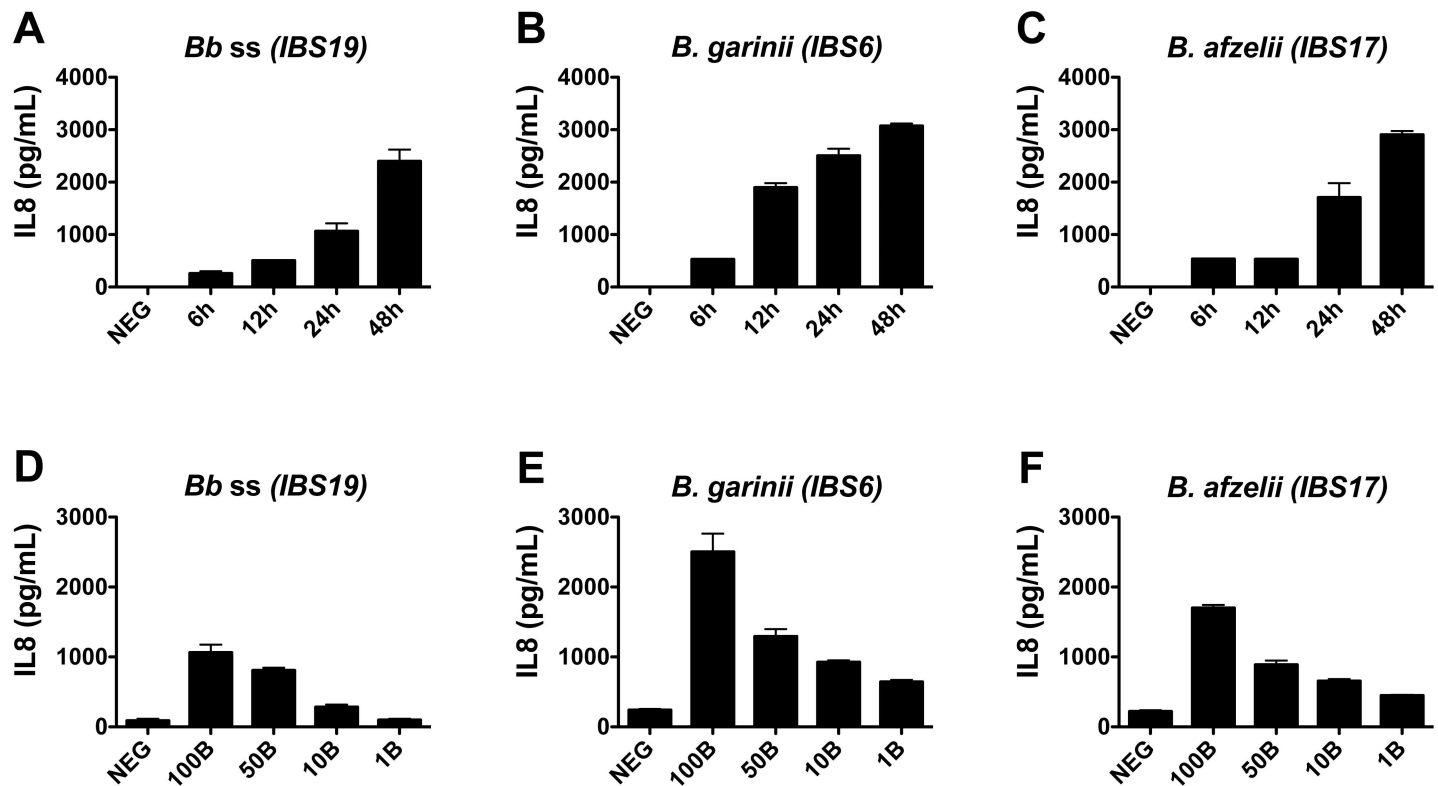 A
Bb ss (IBS19)
IL8 (pg/mL)
4000
3000
2000
1000
0
NEG 6h 12h 24h 48h
B
B. garinii (IBS6)
IL8 (pg/mL)
4000
3000
2000
1000
0
NEG 6h 12h 24h 48h
C
B. afzelii (IBS17)
IL8 (pg/mL)
4000
3000
2000
1000
0
NEG 6h 12h 24h 48h
D
Bb ss (IBS19)
IL8 (pg/mL)
3000
2000
1000
0
NEG 100B 50B 10B 1B
E
B. garinii (IBS6)
IL8 (pg/mL)
3000
2000
1000
0
NEG 100B 50B 10B 1B
F
B. afzelii (IBS17)
IL8 (pg/mL)
3000
2000
1000
0
NEG 100B 50B 10B 1B